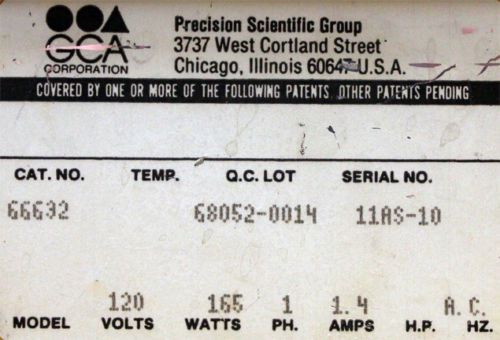 GCA
CORPORATION
Precision Scientific Group
3737 West Cortland Street
Chicago, Illinois 60647 U.S.A.
COVERED BY ONE OR MORE OF THE FOLLOWING PATENTS OTHER PATENTS PENDING
CAT. NO. TEMP. Q.C. LOT SERIAL NO.
66632 68052-0014 11AS-10
120 165 1 1.4 A.C.
MODEL VOLTS WATTS PH. AMPS H.P. HZ.